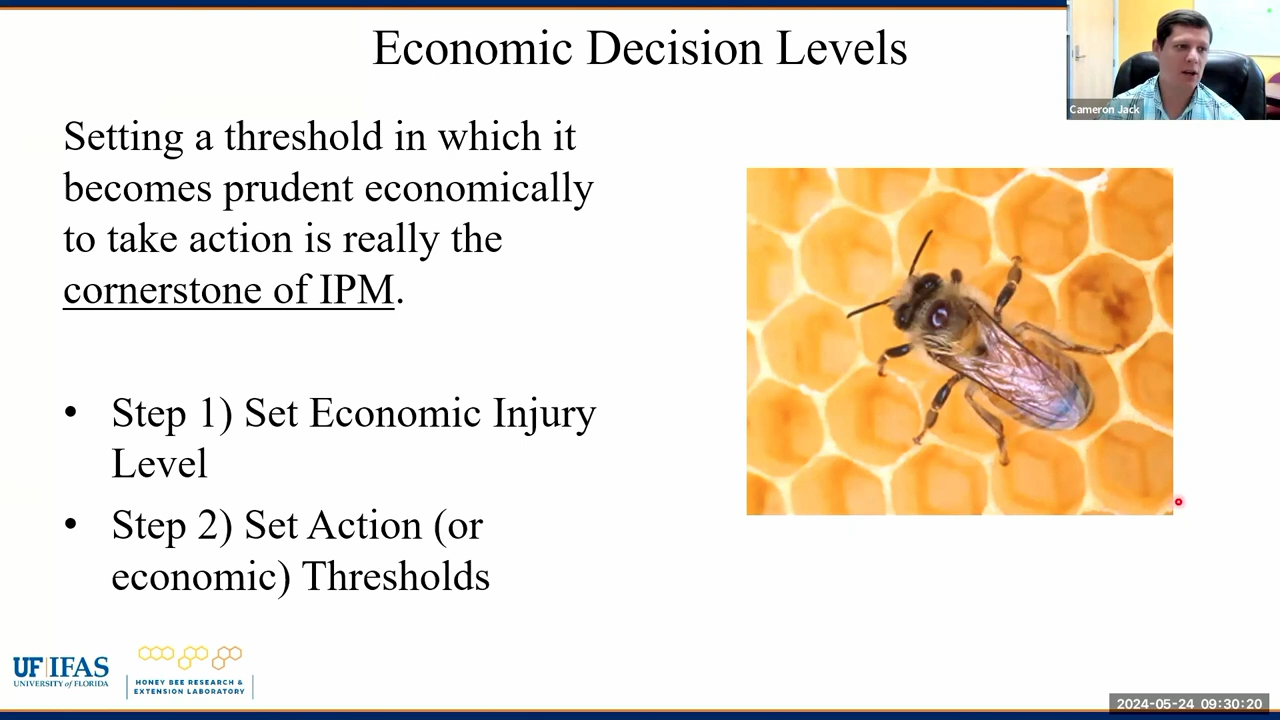 Economic Decision Levels
Cameron Jack
Setting a threshold in which it
becomes prudent economically
to take action is really the
cornerstone of IPM.
• Step 1) Set Economic Injury
Level
• Step 2) Set Action (or
economic) Thresholds
UF IFAS
UNIVERSITY of FLORIDA
HONEY BEE RESEARCH &
EXTENSION LABORATORY
2024-05-24 09:30:20